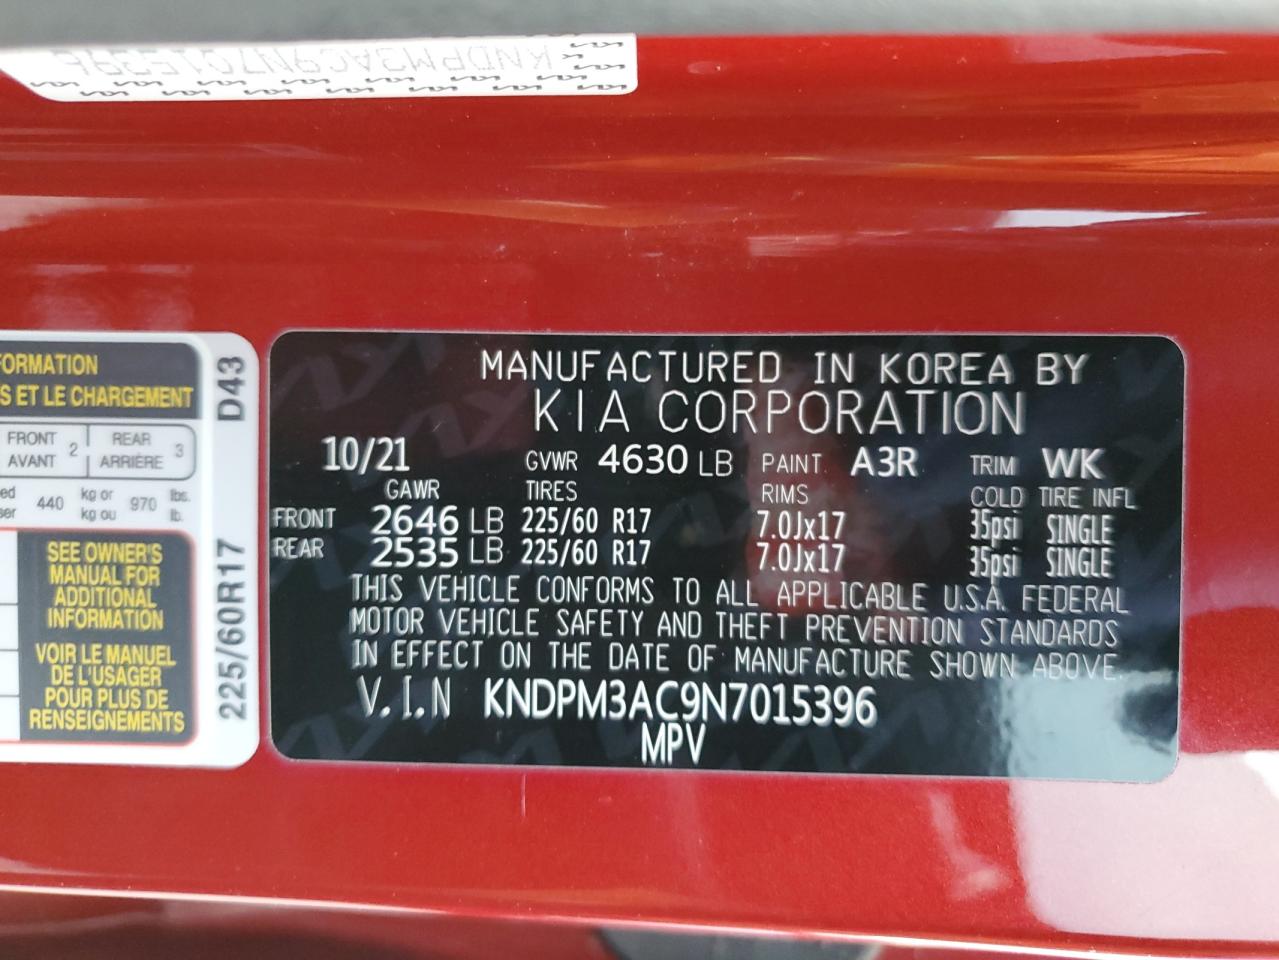 KNDPM3AC9N7015396
FORMATION
S ET LE CHARGEMENT
FRONT
AVANT
2
REAR
ARRIÈRE
3
440
kg or
kg ou
970
lbs.
lb.
SEE OWNER'S
MANUAL FOR
ADDITIONAL
INFORMATION
VOIR LE MANUEL
DE L'USAGER
POUR PLUS DE
RENSEIGNEMENTS
225/60R17 D43
MANUFACTURED IN KOREA BY
KIA CORPORATION
10/21 GVWR 4630 LB PAINT A3R TRIM WK
GAWR TIRES RIMS COLD TIRE INFL
FRONT 2646 LB 225/60 R17 7.0Jx17 35psi SINGLE
REAR 2535 LB 225/60 R17 7.0Jx17 35psi SINGLE
THIS VEHICLE CONFORMS TO ALL APPLICABLE U.S.A. FEDERAL
MOTOR VEHICLE SAFETY AND THEFT PREVENTION STANDARDS
IN EFFECT ON THE DATE OF MANUFACTURE SHOWN ABOVE.
V.I.N KNDPM3AC9N7015396
MPV